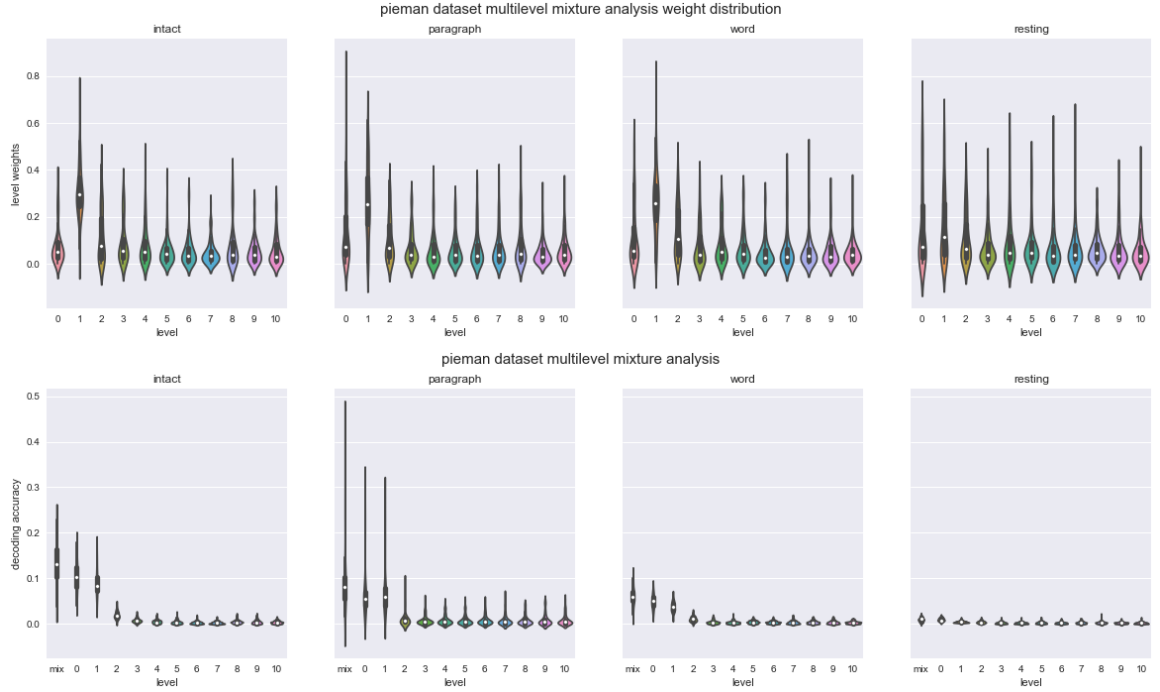 pieman dataset multilevel mixture analysis weight distribution
intact paragraph word resting
level weights
0.8
0.6
0.4
0.2
0.0
0 1 2 3 4 5 6 7 8 9 10 0 1 2 3 4 5 6 7 8 9 10 0 1 2 3 4 5 6 7 8 9 10 0 1 2 3 4 5 6 7 8 9 10
level level level level
pieman dataset multilevel mixture analysis
intact paragraph word resting
decoding accuracy
0.5
0.4
0.3
0.2
0.1
0.0
mix 0 1 2 3 4 5 6 7 8 9 10 mix 0 1 2 3 4 5 6 7 8 9 10 mix 0 1 2 3 4 5 6 7 8 9 10 mix 0 1 2 3 4 5 6 7 8 9 10
level level level level